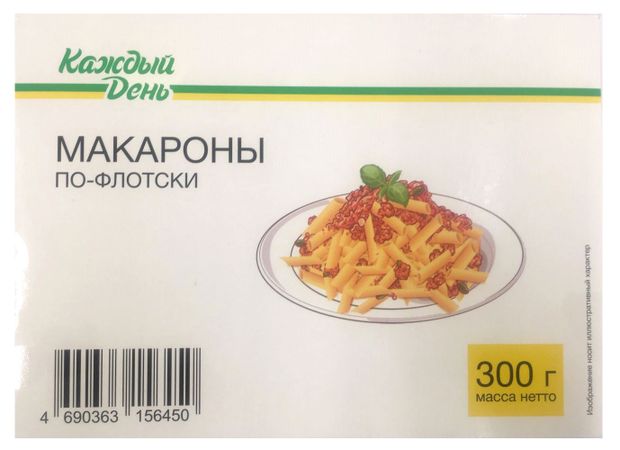 Каждый
День
МАКАРОНЫ
ПО-ФЛОТСКИ
Изображение носит иллюстративный характер
300 г
масса нетто
4 690363 156450